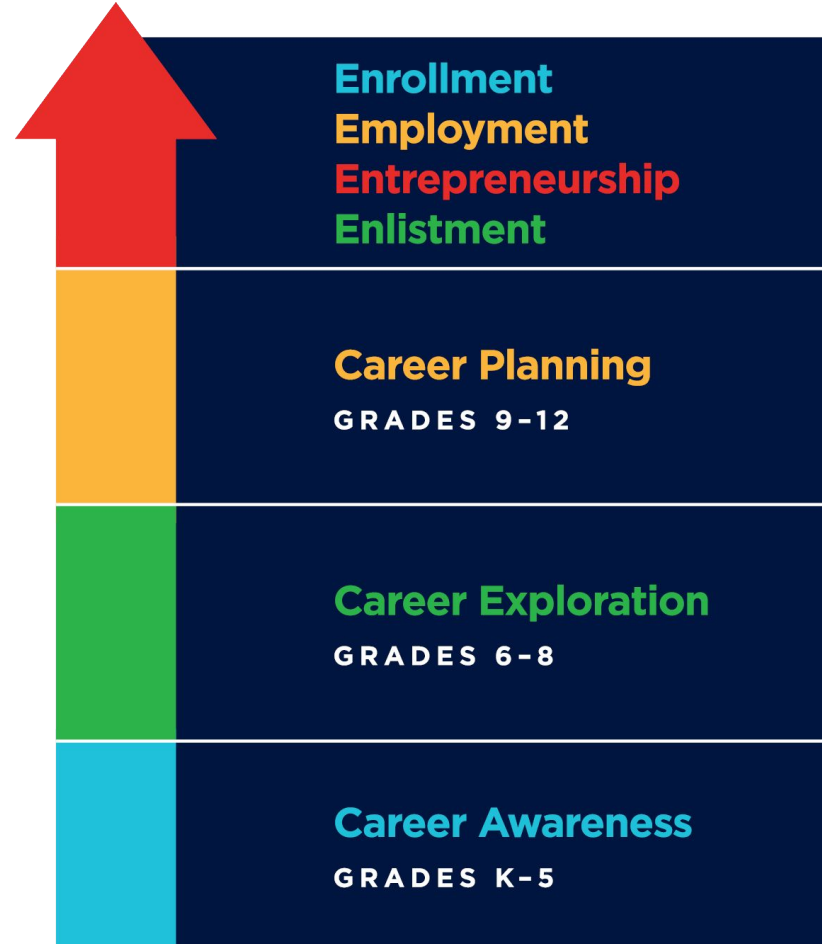 Enrollment
Employment
Entrepreneurship
Enlistment
Career Planning
GRADES 9–12
Career Exploration
GRADES 6–8
Career Awareness
GRADES K–5